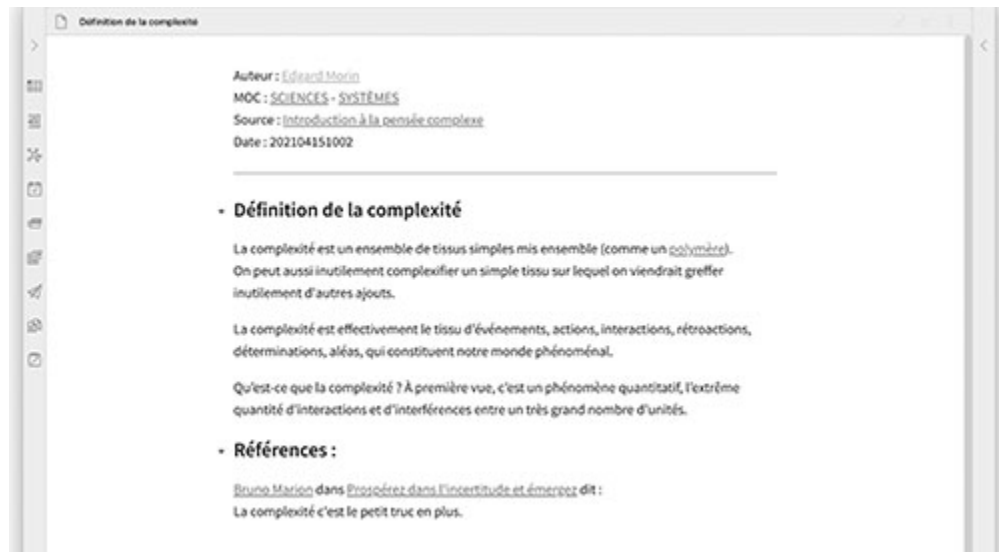 Définition de la complexité
Auteur : Edgard Morin
MOC : SCIENCES - SYSTÈMES
Source : Introduction à la pensée complexe
Date : 202104151002
Définition de la complexité
La complexité est un ensemble de tissus simples mis ensemble (comme un polymère).
On peut aussi inutilement complexifier un simple tissu sur lequel on viendrait greffer
inutilement d'autres ajouts.
La complexité est effectivement le tissu d'événements, actions, interactions, rétroactions,
déterminations, aléas, qui constituent notre monde phénoménal.
Qu'est-ce que la complexité ? À première vue, c'est un phénomène quantitatif, l'extrême
quantité d'interactions et d'interférences entre un très grand nombre d'unités.
Références :
Bruno Marion dans Prospérez dans l'incertitude et émergez dit :
La complexité c'est le petit truc en plus.